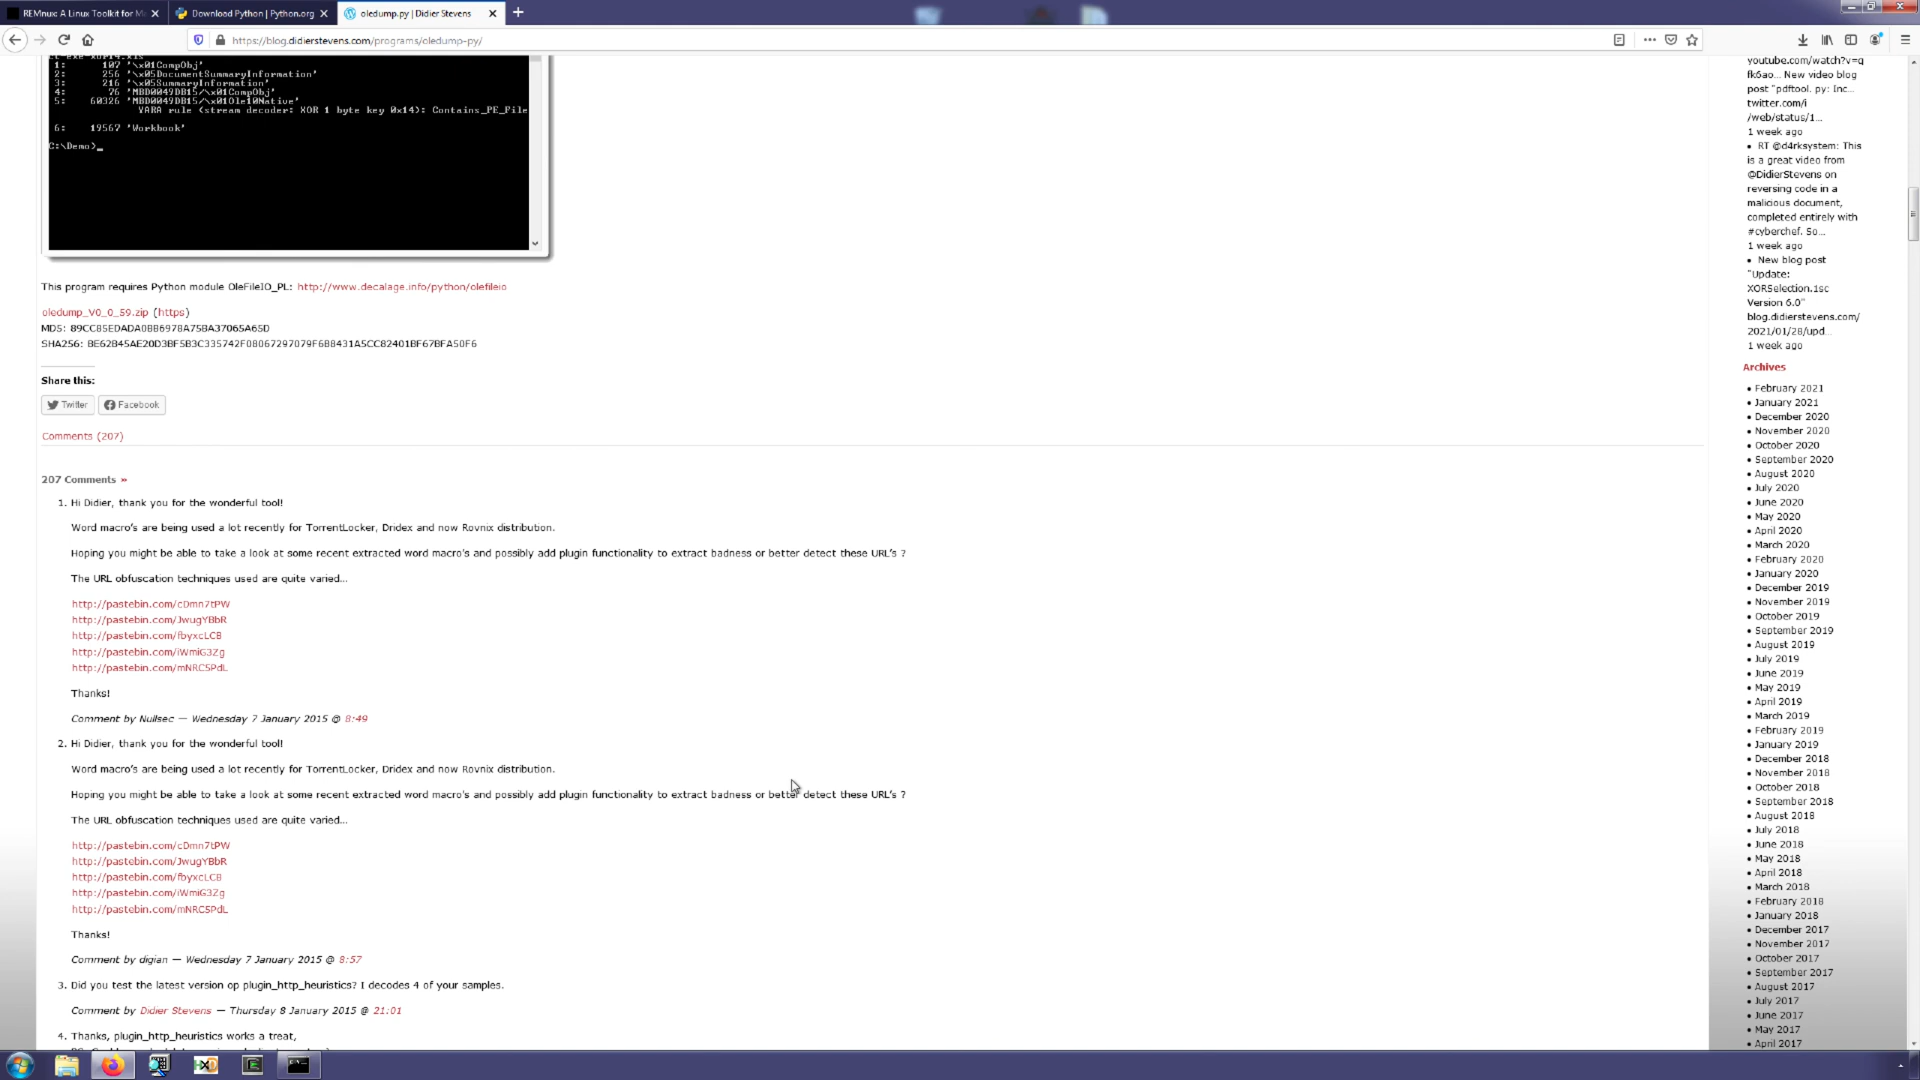 REMnux: A Linux Toolkit for M
Download Python | Python.org
oledump.py | Didier Stevens
https://blog.didierstevens.com/programs/oledump-py/
1: 107 '\x01CompObj'
2: 256 '\x05DocumentSummaryInformation'
3: 216 '\x05SummaryInformation'
4: 76 'MBD0049DB15/\x01CompObj'
5: 60326 'MBD0049DB15/\x01Ole10Native'
YARA rule (stream decoder: XOR 1 byte key 0x14): Contains_PE_File
6: 19567 'Workbook'
C:\Demo>_
This program requires Python module OleFileIO_PL: http://www.decalage.info/python/olefileio
oledump_V0_0_59.zip (https)
MD5: 89CC85EDADA0BB6978A75BA37065A65D
SHA256: BE62B45AE20D3BF5B3C335742F08067297079F6B8431A5CC82401BF67BFA50F6
Share this:
Twitter
Facebook
Comments (207)
207 Comments »
1. Hi Didier, thank you for the wonderful tool!
Word macro's are being used a lot recently for TorrentLocker, Dridex and now Rovnix distribution.
Hoping you might be able to take a look at some recent extracted word macro's and possibly add plugin functionality to extract badness or better detect these URL's ?
The URL obfuscation techniques used are quite varied...
http://pastebin.com/cDmn7tPW
http://pastebin.com/JwugYBbR
http://pastebin.com/fbyxcLCB
http://pastebin.com/iWmiG3Zg
http://pastebin.com/mNRC5PdL
Thanks!
Comment by Nullsec — Wednesday 7 January 2015 @ 8:49
2. Hi Didier, thank you for the wonderful tool!
Word macro's are being used a lot recently for TorrentLocker, Dridex and now Rovnix distribution.
Hoping you might be able to take a look at some recent extracted word macro's and possibly add plugin functionality to extract badness or better detect these URL's ?
The URL obfuscation techniques used are quite varied...
http://pastebin.com/cDmn7tPW
http://pastebin.com/JwugYBbR
http://pastebin.com/fbyxcLCB
http://pastebin.com/iWmiG3Zg
http://pastebin.com/mNRC5PdL
Thanks!
Comment by digian — Wednesday 7 January 2015 @ 8:57
3. Did you test the latest version op plugin_http_heuristics? I decodes 4 of your samples.
Comment by Didier Stevens — Thursday 8 January 2015 @ 21:01
4. Thanks, plugin_http_heuristics works a treat,
youtube.com/watch?v=q
fk6ao... New video blog
post "pdftool. py: Inc...
twitter.com/i
/web/status/1...
1 week ago
• RT @d4rksystem: This
is a great video from
@DidierStevens on
reversing code in a
malicious document,
completed entirely with
#cyberchef. So...
1 week ago
• New blog post
"Update:
XORSelection.1sc
Version 6.0"
blog.didierstevens.com/
2021/01/28/upd...
1 week ago
Archives
• February 2021
• January 2021
• December 2020
• November 2020
• October 2020
• September 2020
• August 2020
• July 2020
• June 2020
• May 2020
• April 2020
• March 2020
• February 2020
• January 2020
• December 2019
• November 2019
• October 2019
• September 2019
• August 2019
• July 2019
• June 2019
• May 2019
• April 2019
• March 2019
• February 2019
• January 2019
• December 2018
• November 2018
• October 2018
• September 2018
• August 2018
• July 2018
• June 2018
• May 2018
• April 2018
• March 2018
• February 2018
• January 2018
• December 2017
• November 2017
• October 2017
• September 2017
• August 2017
• July 2017
• June 2017
• May 2017
• April 2017